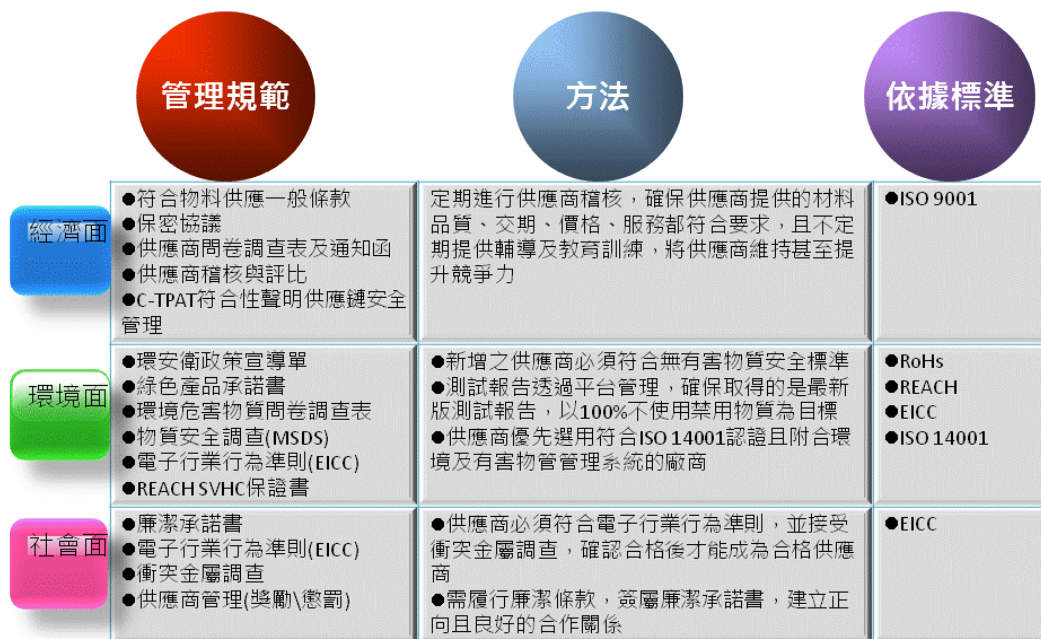 管理規範
方法
依據標準
經濟面
●符合物料供應一般條款
●保密協議
●供應商問卷調查表及通知函
●供應商稽核與評比
●C-TPAT符合性聲明供應鏈安全
管理
定期進行供應商稽核，確保供應商提供的材料
品質、交期、價格、服務都符合要求，且不定
期提供輔導及教育訓練，將供應商維持甚至提
升競爭力
●ISO 9001
環境面
●環安衛政策宣導單
●綠色產品承諾書
●環境危害物質問卷調查表
●物質安全調查(MSDS)
●電子行業行為準則(EICC)
●REACH SVHC保證書
●新增之供應商必須符合無有害物質安全標準
●測試報告透過平台管理，確保取得的是最新
版測試報告，以100%不使用禁用物質為目標
●供應商優先選用符合ISO 14001認證且附合環
境及有害物管管理系統的廠商
●RoHs
●REACH
●EICC
●ISO 14001
社會面
●廉潔承諾書
●電子行業行為準則(EICC)
●衝突金屬調查
●供應商管理(獎勵\懲罰)
●供應商必須符合電子行業行為準則，並接受
衝突金屬調查，確認合格後才能成為合格供應
商
●需履行廉潔條款，簽屬廉潔承諾書，建立正
向且良好的合作關係
●EICC